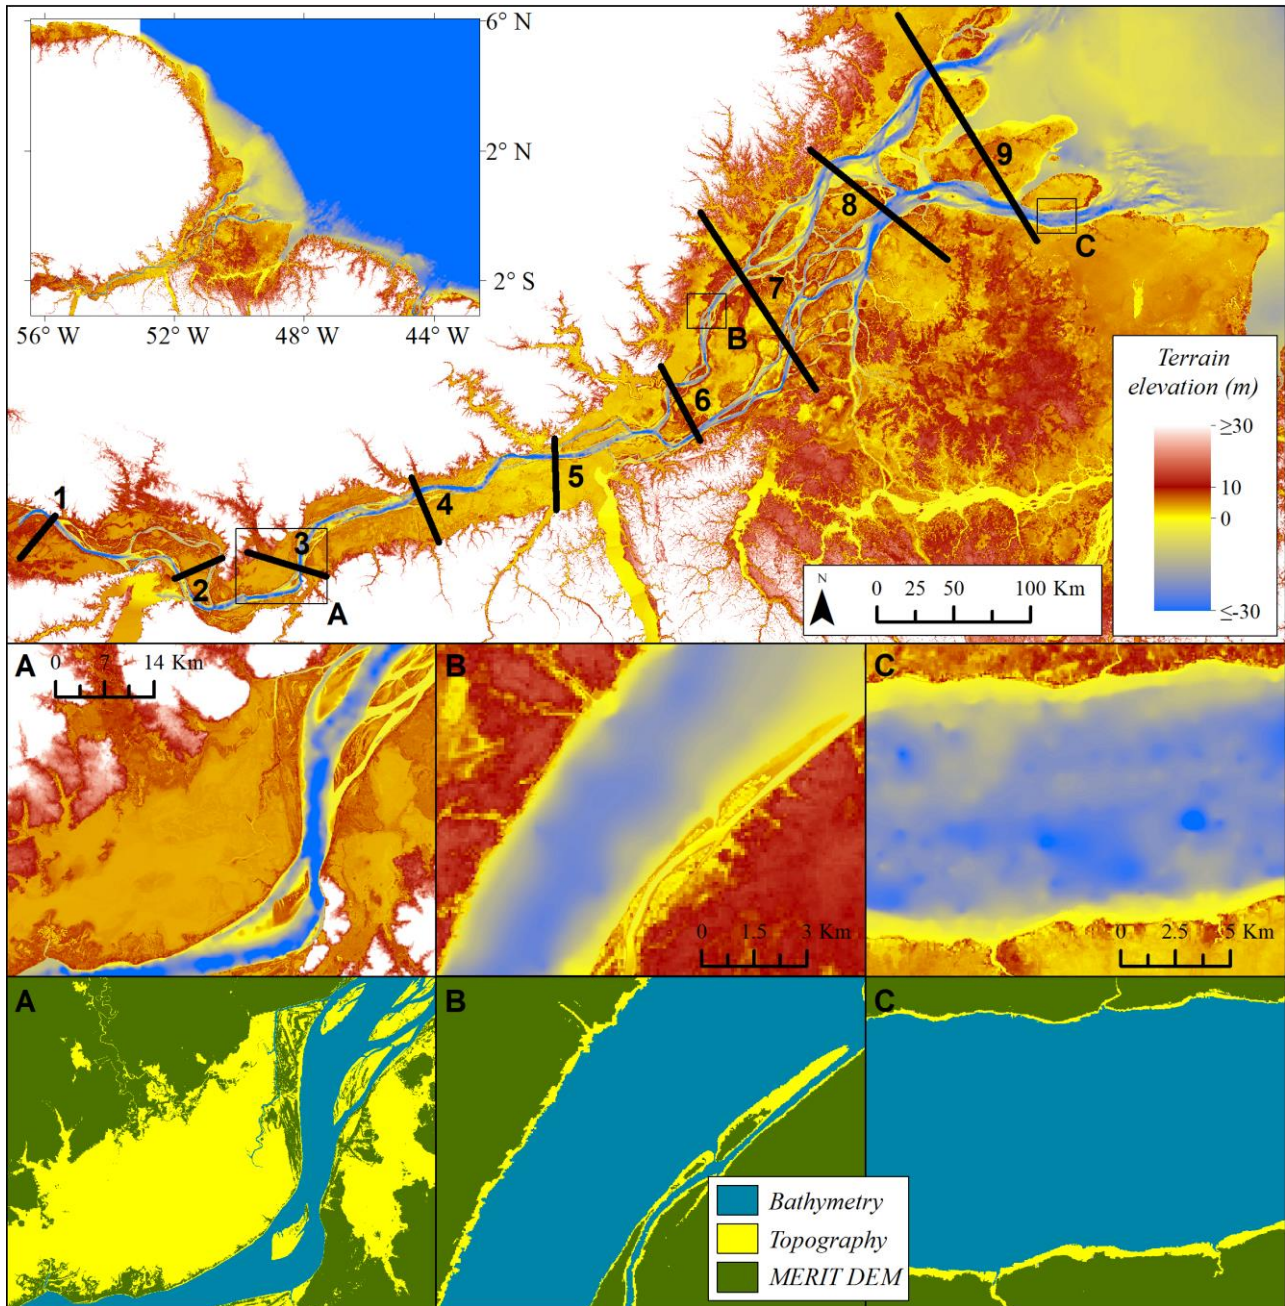 6° N
2° N
2° S
56° W
52° W
48° W
44° W
1
2
3
4
5
6
7
8
9
A
B
C
Terrain
elevation (m)
≥30
10
0
≤-30
N
0 25 50 100 Km
A
0 7 14 Km
B
0 1.5 3 Km
C
0 2.5 5 Km
A
B
C
Bathymetry
Topography
MERIT DEM